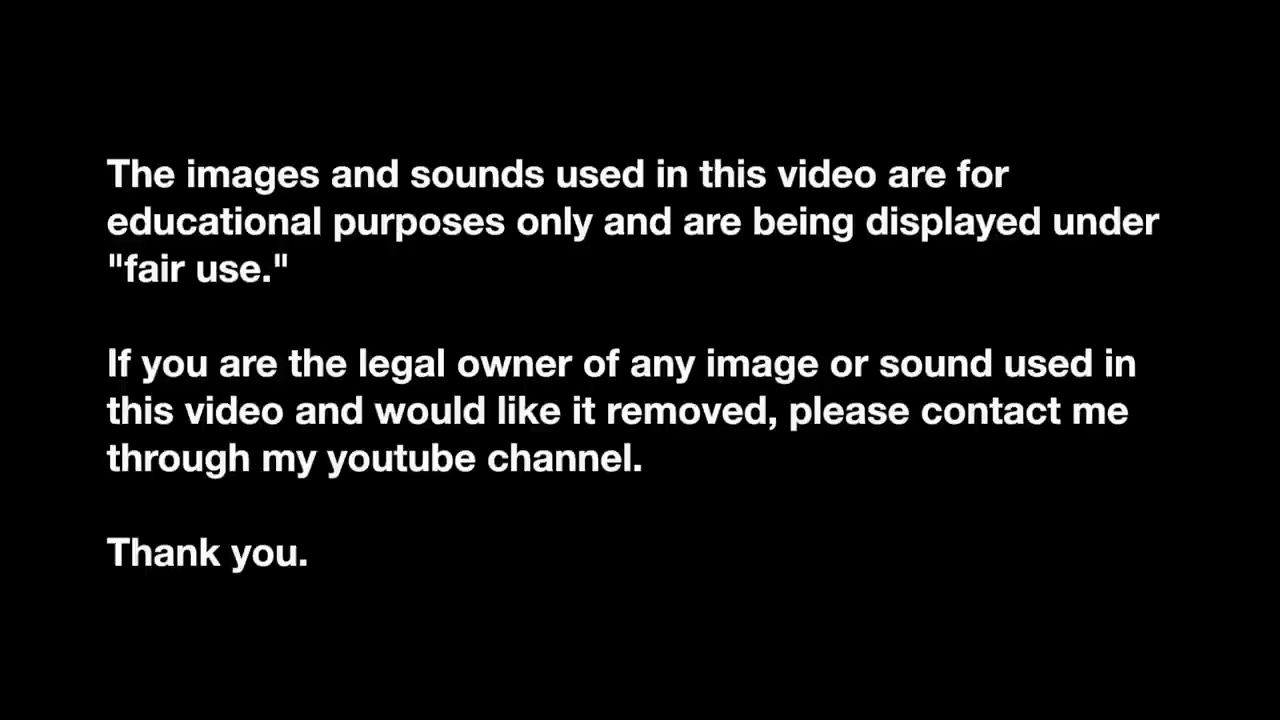 The images and sounds used in this video are for
educational purposes only and are being displayed under
"fair use."
If you are the legal owner of any image or sound used in
this video and would like it removed, please contact me
through my youtube channel.
Thank you.